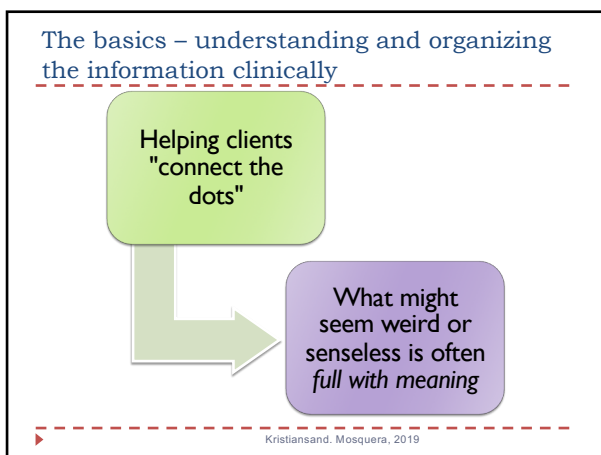 The basics – understanding and organizing
the information clinically
Helping clients
"connect the
dots"
What might
seem weird or
senseless is often
full with meaning
Kristiansand. Mosquera, 2019